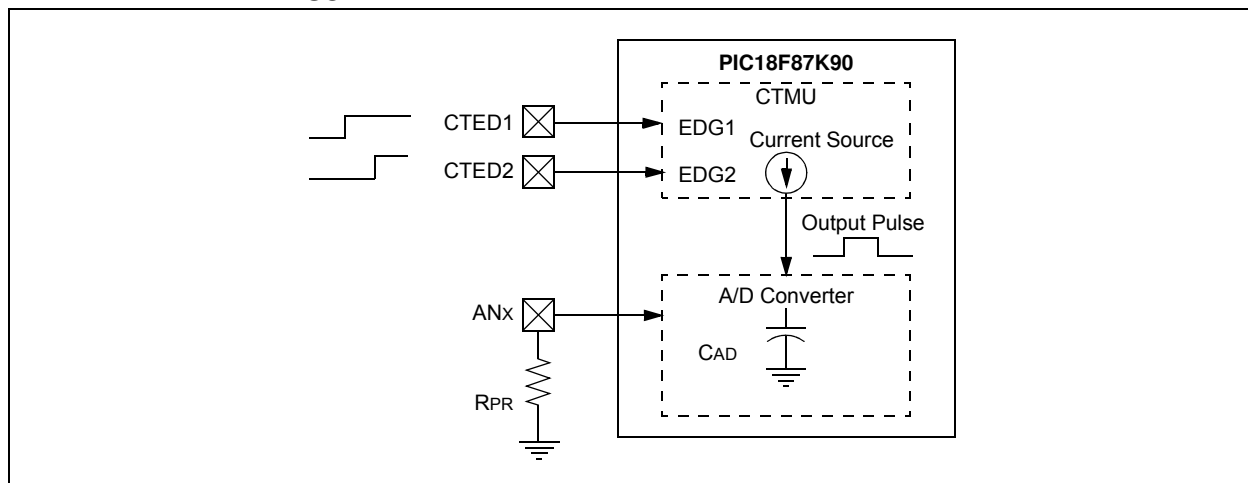 PIC18F87K90
CTMU
CTED1
EDG1
Current Source
CTED2
EDG2
Output Pulse
A/D Converter
ANX
CAD
RPR